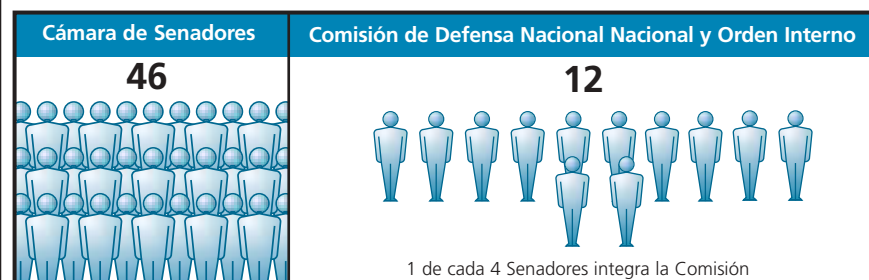 Cámara de Senadores
Comisión de Defensa Nacional Nacional y Orden Interno
46
12
1 de cada 4 Senadores integra la Comisión